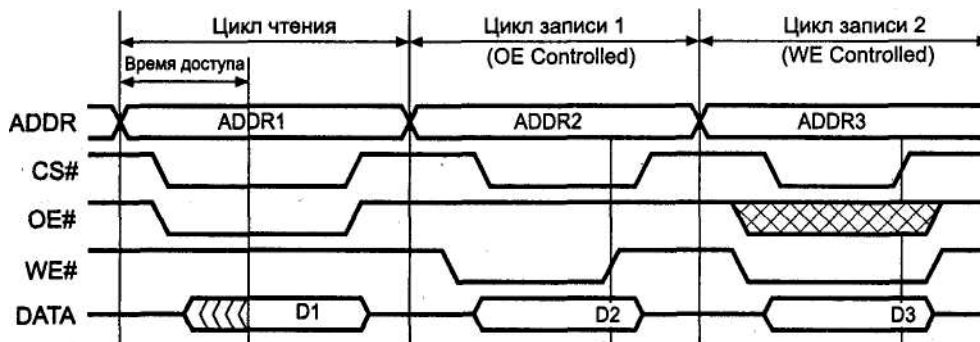 Цикл чтения
Цикл записи 1
(OE Controlled)
Цикл записи 2
(WE Controlled)
Время доступа
ADDR
ADDR1
ADDR2
ADDR3
CS#
OE#
WE#
DATA
D1
D2
D3